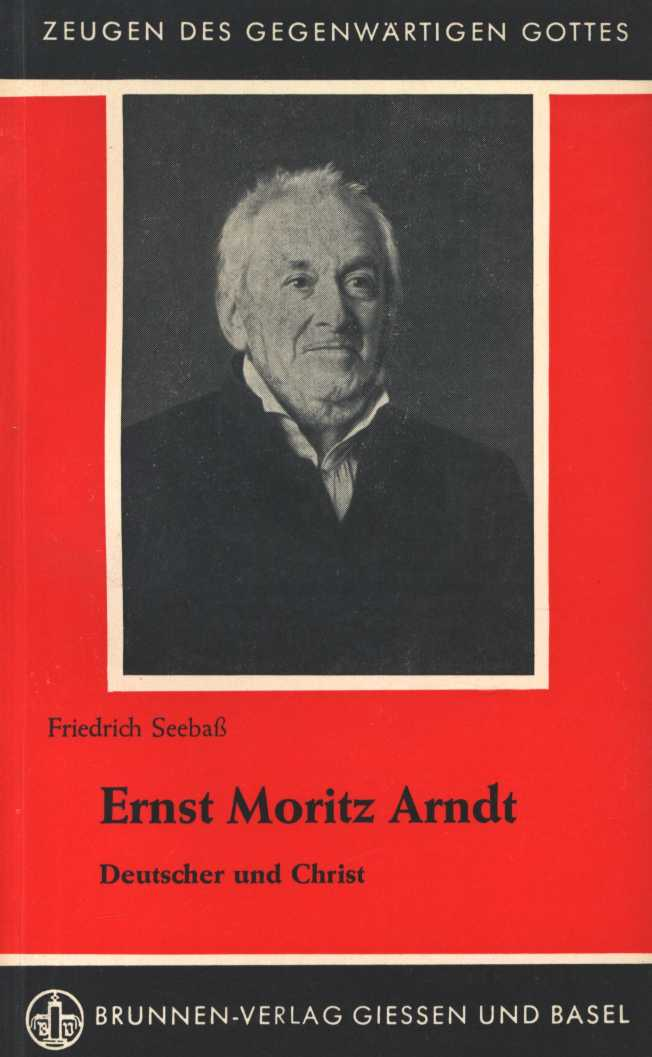 ZEUGEN DES GEGENWÄRTIGEN GOTTES
Friedrich Seebaß
Ernst Moritz Arndt
Deutscher und Christ
B V
BRUNNEN-VERLAG GIESSEN UND BASEL